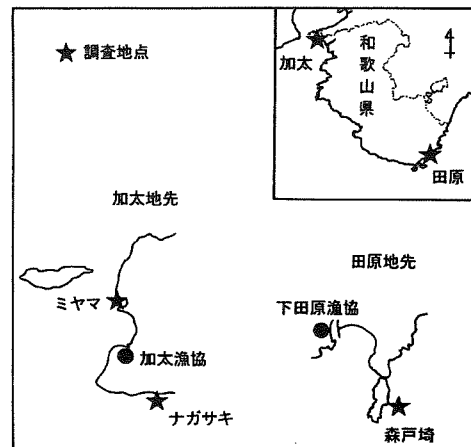 調査地点
加太
和歌山県
田原
加太地先
ミヤマ
加太漁協
ナガサキ
田原地先
下田原漁協
森戸埼